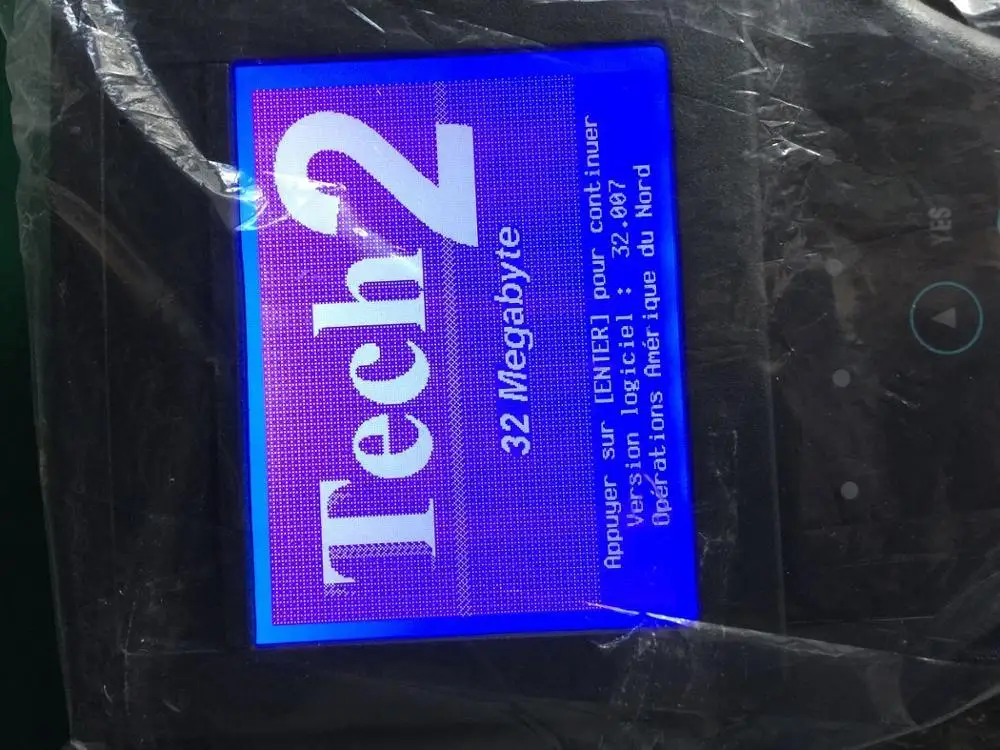 Tech2
32 Megabyte
Appuyer sur [ENTER] pour continuer
Version logiciel : 32.007
Opérations Amérique du Nord
YES